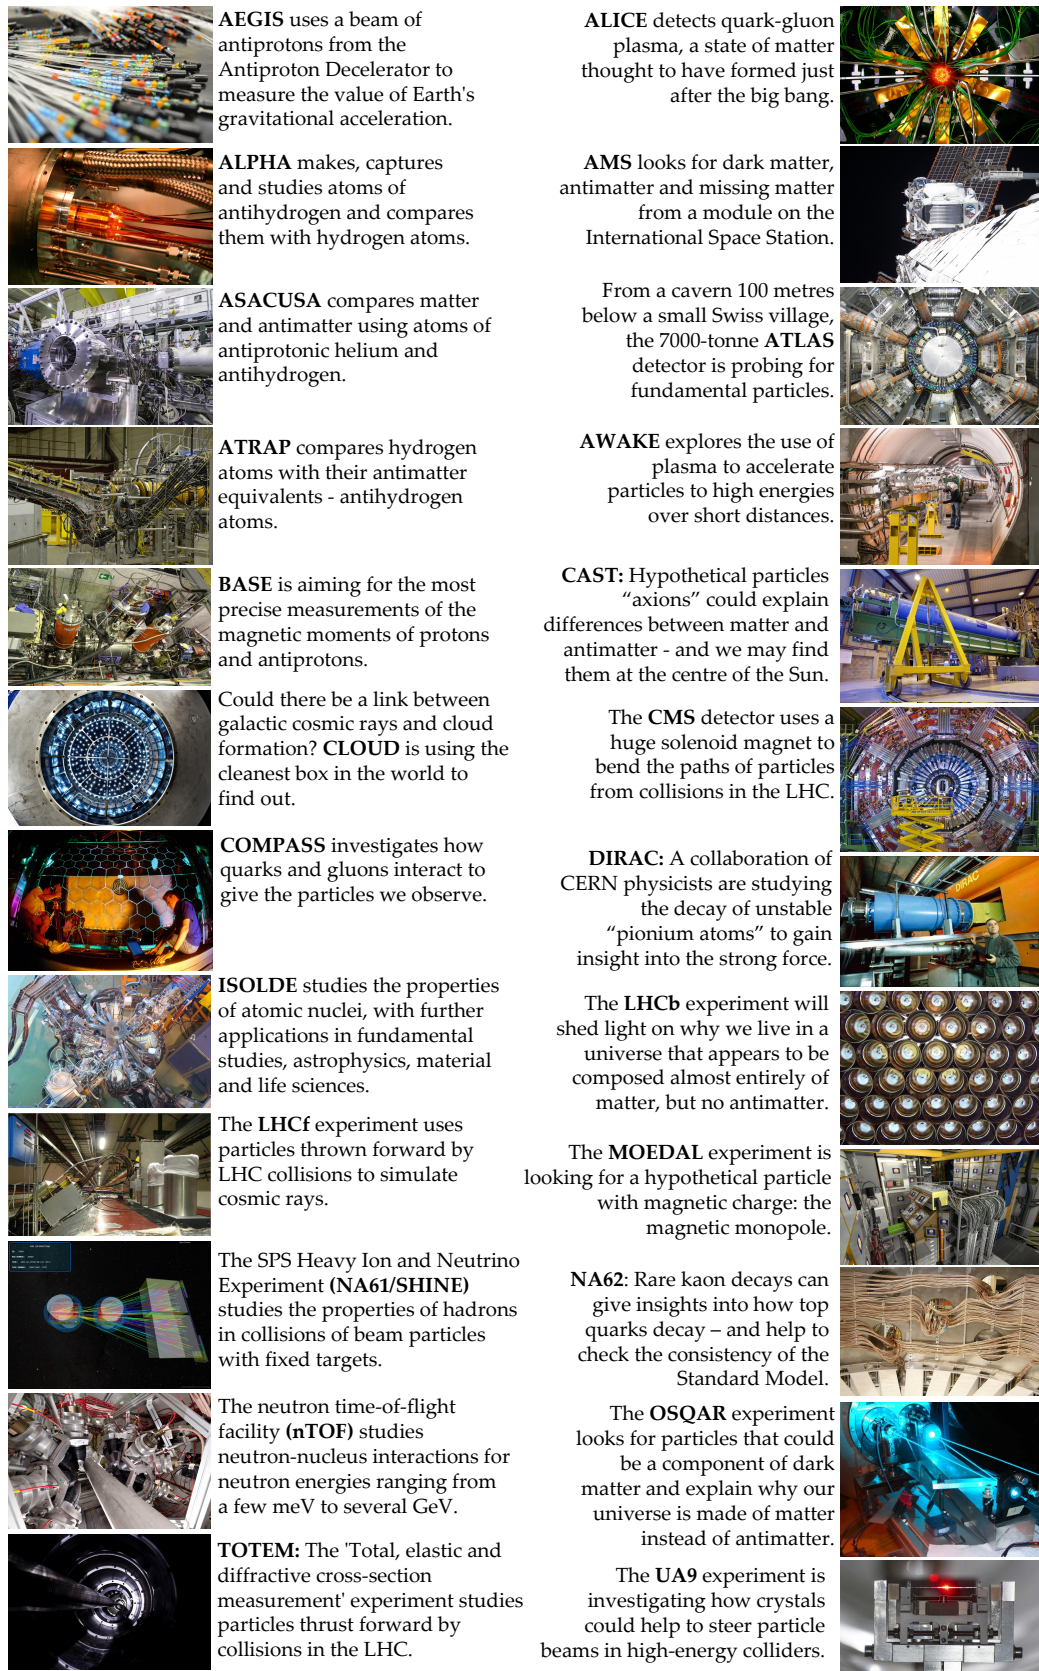 AEGIS uses a beam of
antiprotons from the
Antiproton Decelerator to
measure the value of Earth's
gravitational acceleration.
ALPHA makes, captures
and studies atoms of
antihydrogen and compares
them with hydrogen atoms.
ASACUSA compares matter
and antimatter using atoms of
antiprotonic helium and
antihydrogen.
ATRAP compares hydrogen
atoms with their antimatter
equivalents - antihydrogen
atoms.
BASE is aiming for the most
precise measurements of the
magnetic moments of protons
and antiprotons.
Could there be a link between
galactic cosmic rays and cloud
formation? CLOUD is using the
cleanest box in the world to
find out.
COMPASS investigates how
quarks and gluons interact to
give the particles we observe.
ISOLDE studies the properties
of atomic nuclei, with further
applications in fundamental
studies, astrophysics, material
and life sciences.
The LHCf experiment uses
particles thrown forward by
LHC collisions to simulate
cosmic rays.
The SPS Heavy Ion and Neutrino
Experiment (NA61/SHINE)
studies the properties of hadrons
in collisions of beam particles
with fixed targets.
The neutron time-of-flight
facility (nTOF) studies
neutron-nucleus interactions for
neutron energies ranging from
a few meV to several GeV.
TOTEM: The 'Total, elastic and
diffractive cross-section
measurement' experiment studies
particles thrust forward by
collisions in the LHC.
ALICE detects quark-gluon
plasma, a state of matter
thought to have formed just
after the big bang.
AMS looks for dark matter,
antimatter and missing matter
from a module on the
International Space Station.
From a cavern 100 metres
below a small Swiss village,
the 7000-tonne ATLAS
detector is probing for
fundamental particles.
AWAKE explores the use of
plasma to accelerate
particles to high energies
over short distances.
CAST: Hypothetical particles
“axions” could explain
differences between matter and
antimatter - and we may find
them at the centre of the Sun.
The CMS detector uses a
huge solenoid magnet to
bend the paths of particles
from collisions in the LHC.
DIRAC: A collaboration of
CERN physicists are studying
the decay of unstable
“pionium atoms” to gain
insight into the strong force.
DIRAC
The LHCb experiment will
shed light on why we live in a
universe that appears to be
composed almost entirely of
matter, but no antimatter.
The MOEDAL experiment is
looking for a hypothetical particle
with magnetic charge: the
magnetic monopole.
NA62: Rare kaon decays can
give insights into how top
quarks decay – and help to
check the consistency of the
Standard Model.
The OSQAR experiment
looks for particles that could
be a component of dark
matter and explain why our
universe is made of matter
instead of antimatter.
The UA9 experiment is
investigating how crystals
could help to steer particle
beams in high-energy colliders.